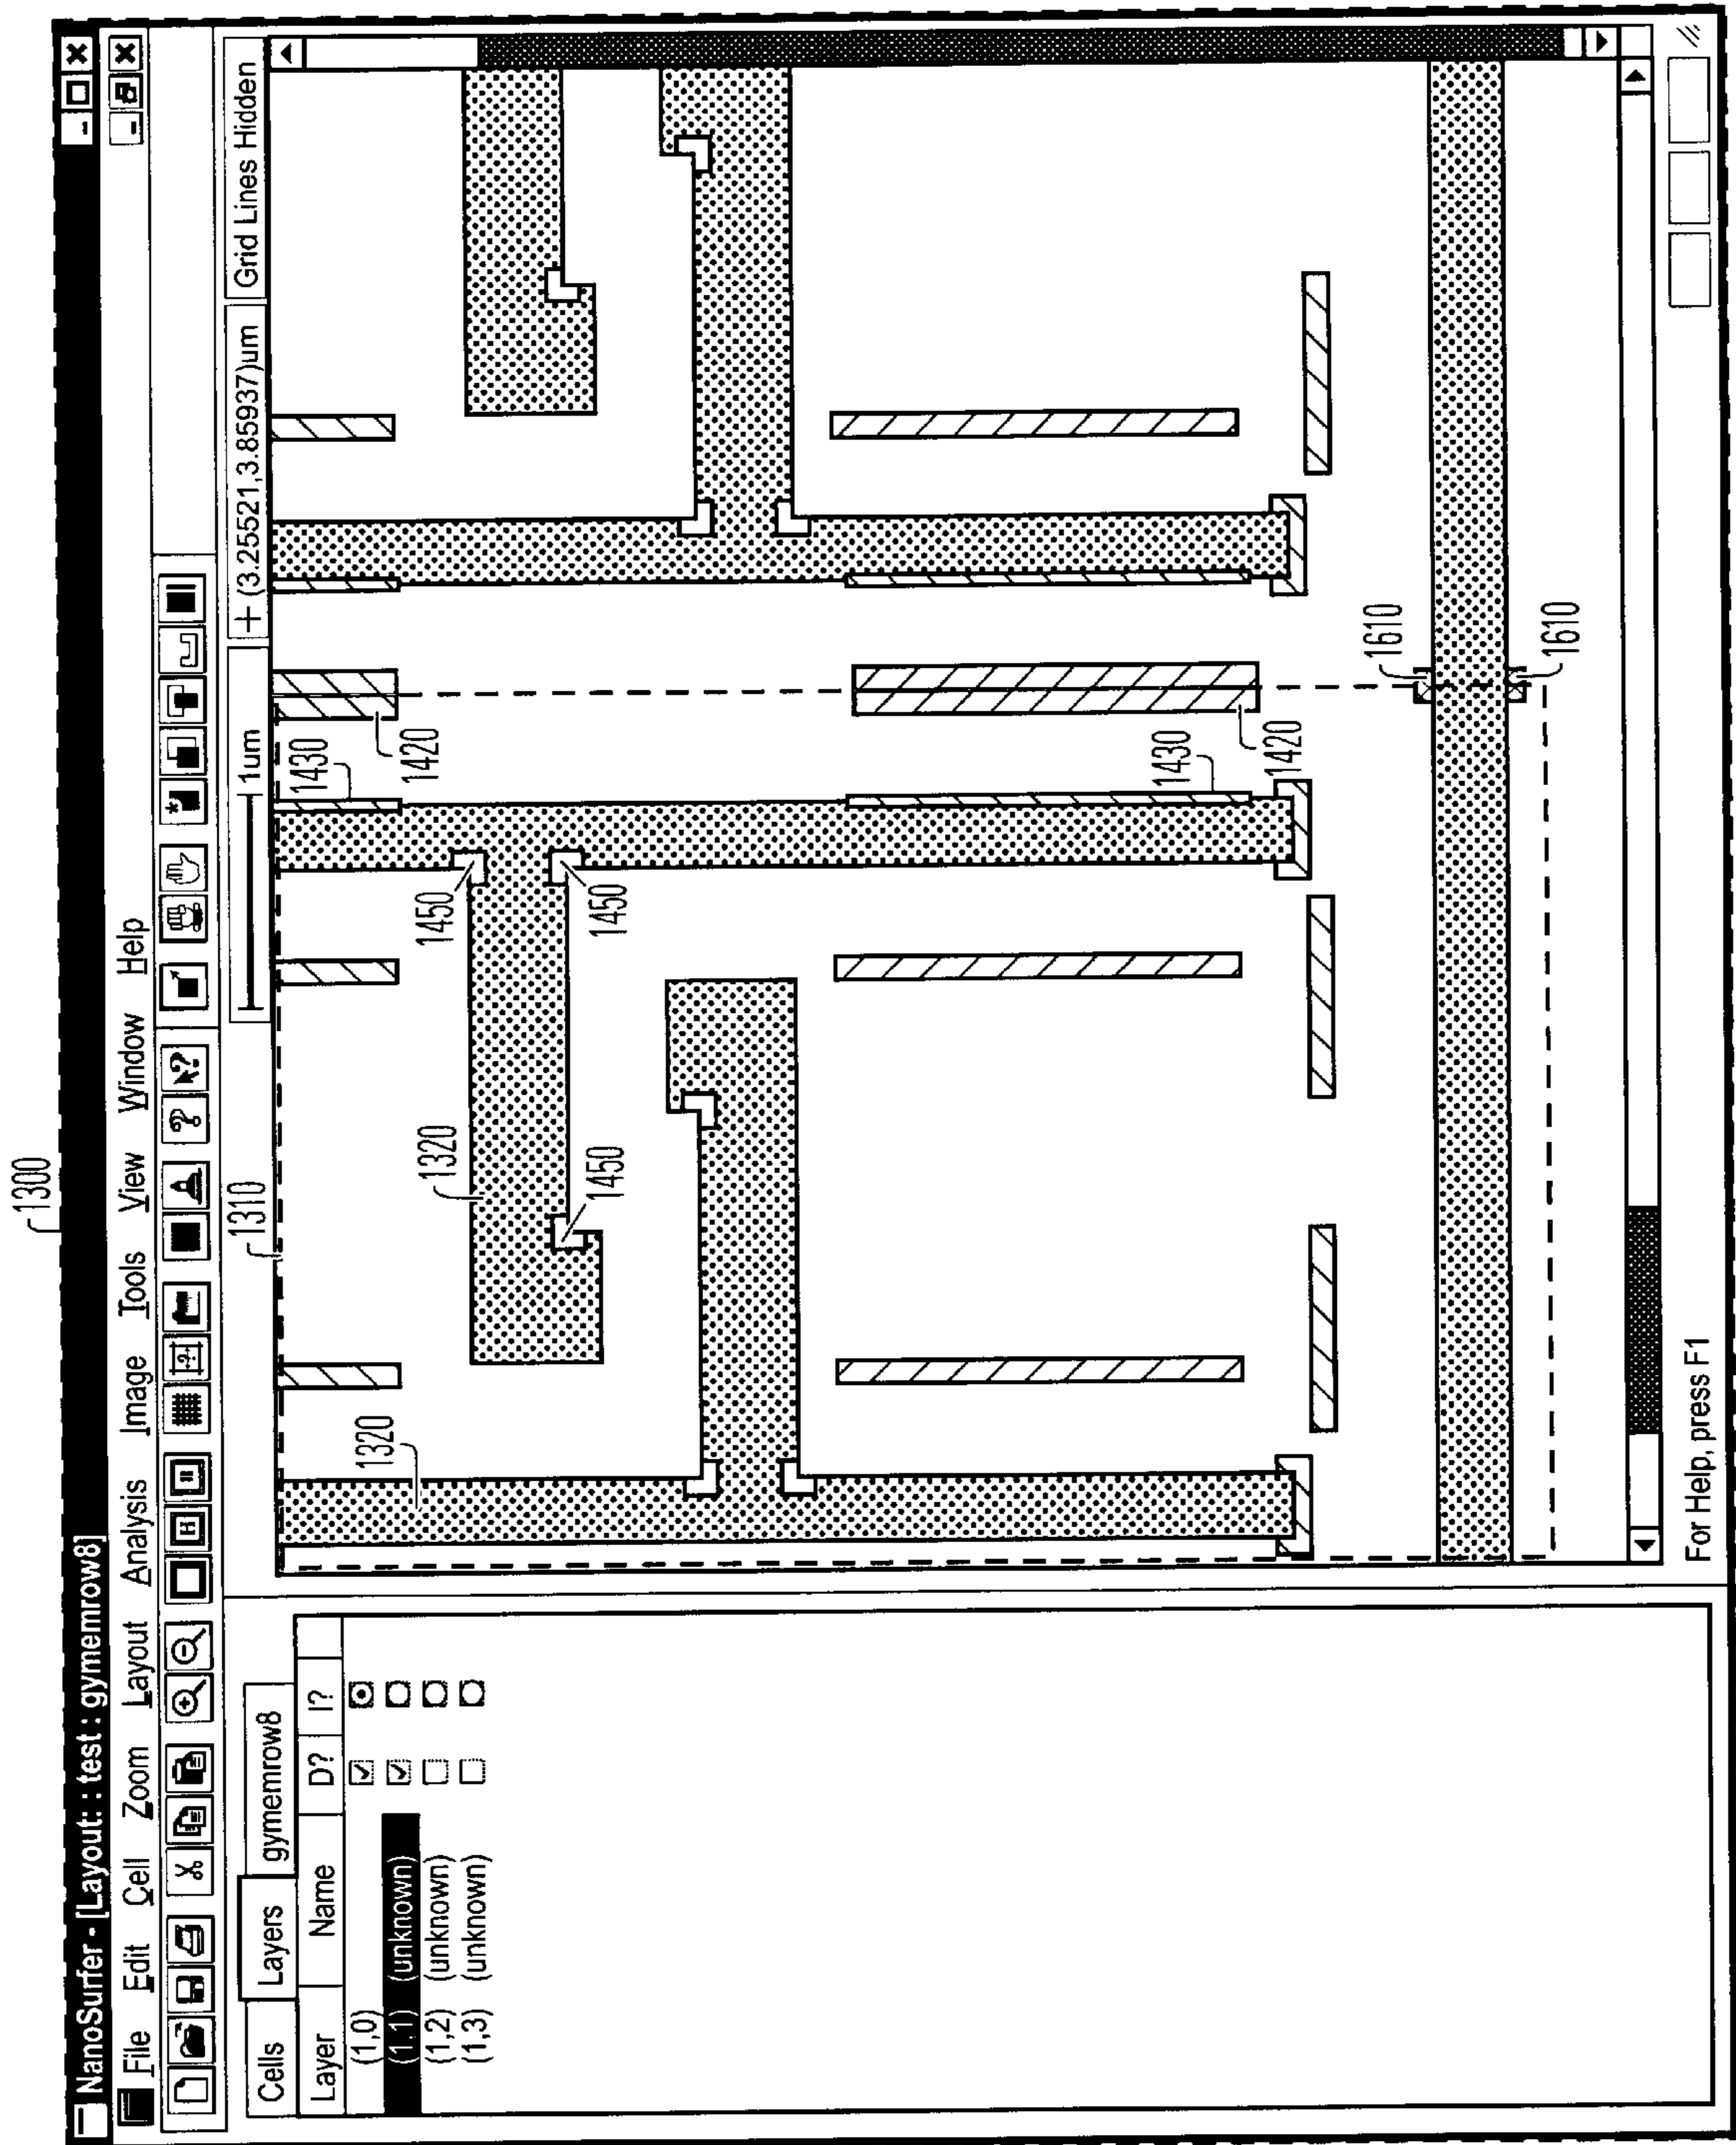 1300
NanoSurfer - [Layout: : test : gymemrow8]
File Edit Cell Zoom Layout Analysis Image Tools View Window Help
Cells Layers gymemrow8
Layer Name D? I?
(1,0)
(1,1) (unknown)
(1,2) (unknown)
(1,3) (unknown)
1um
(3.25521,3.85937)um
Grid Lines Hidden
1310
1320
1320
1450
1450
1450
1430
1430
1420
1420
1610
1610
For Help, press F1